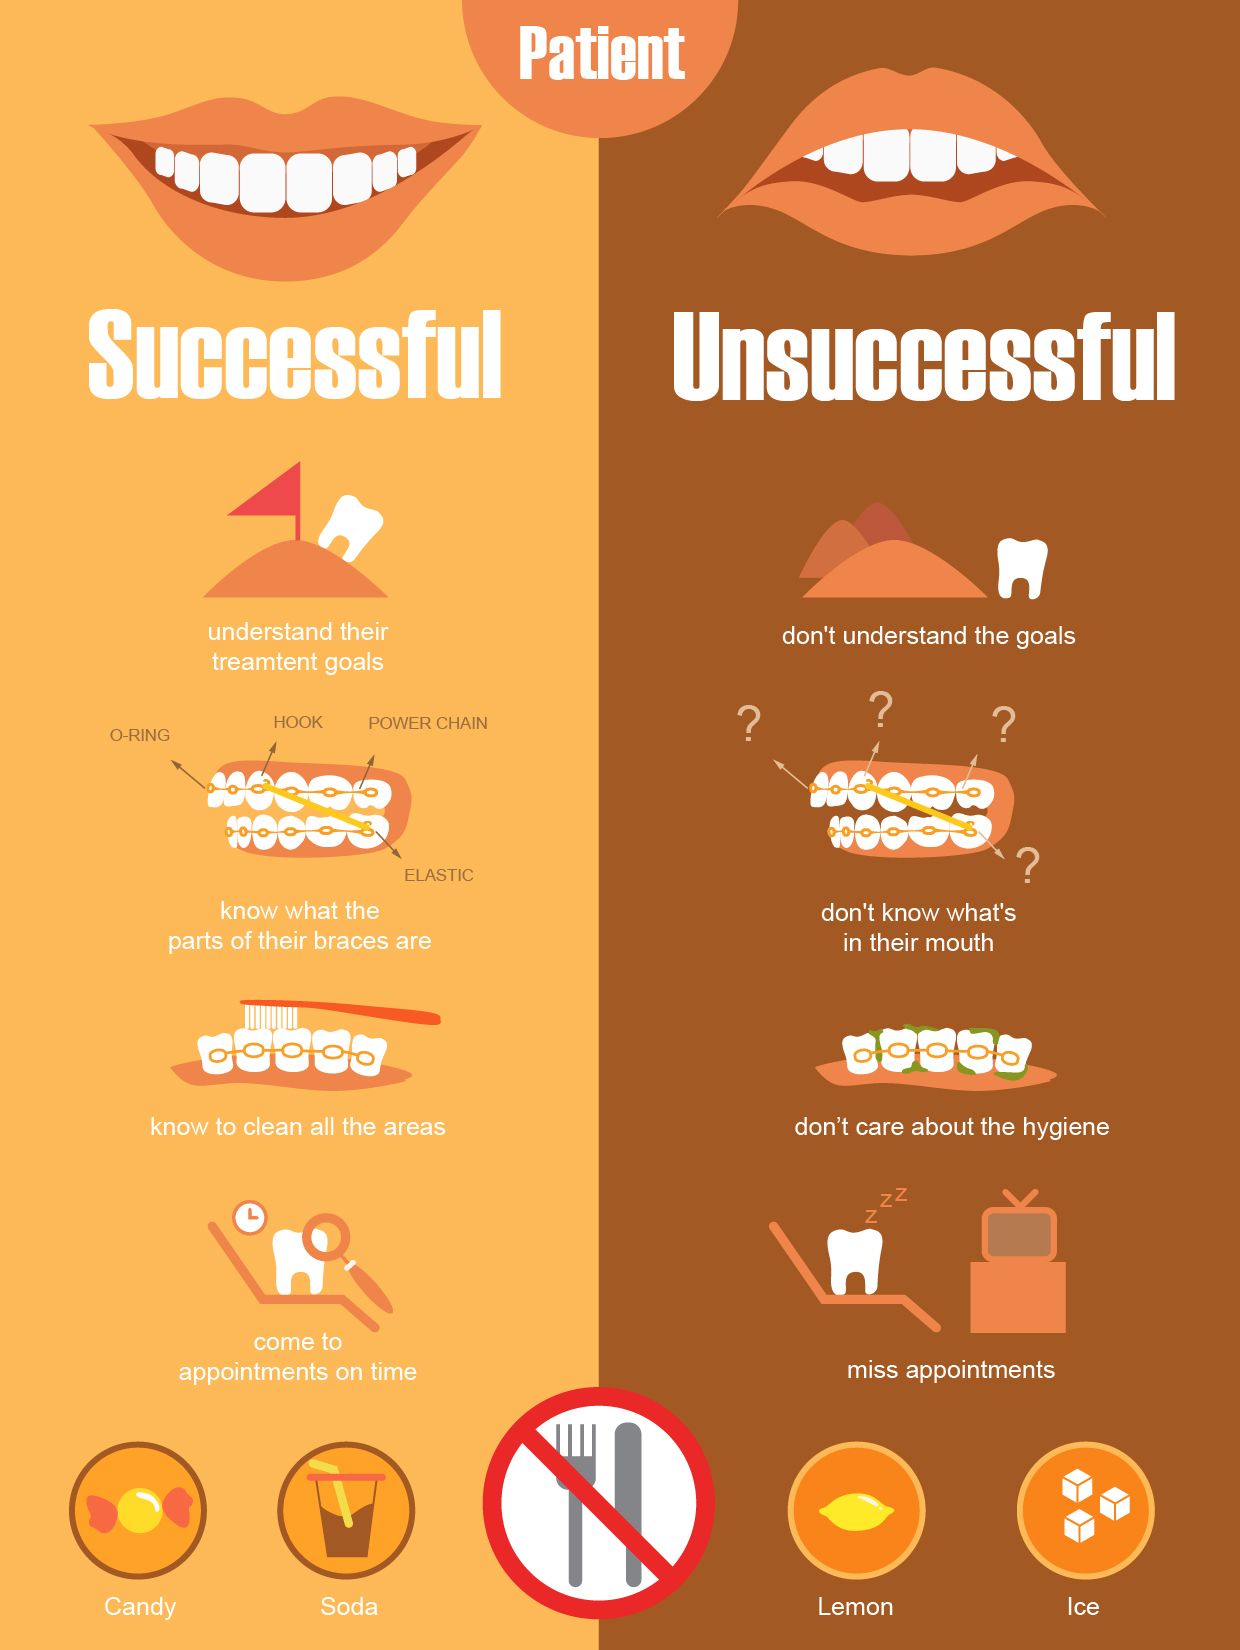 Patient
Successful
Unsuccessful
understand their
treamtent goals
don't understand the goals
O-RING
HOOK
POWER CHAIN
ELASTIC
know what the
parts of their braces are
?
?
?
?
don't know what's
in their mouth
know to clean all the areas
don’t care about the hygiene
come to
appointments on time
z z z
miss appointments
Candy
Soda
Lemon
Ice